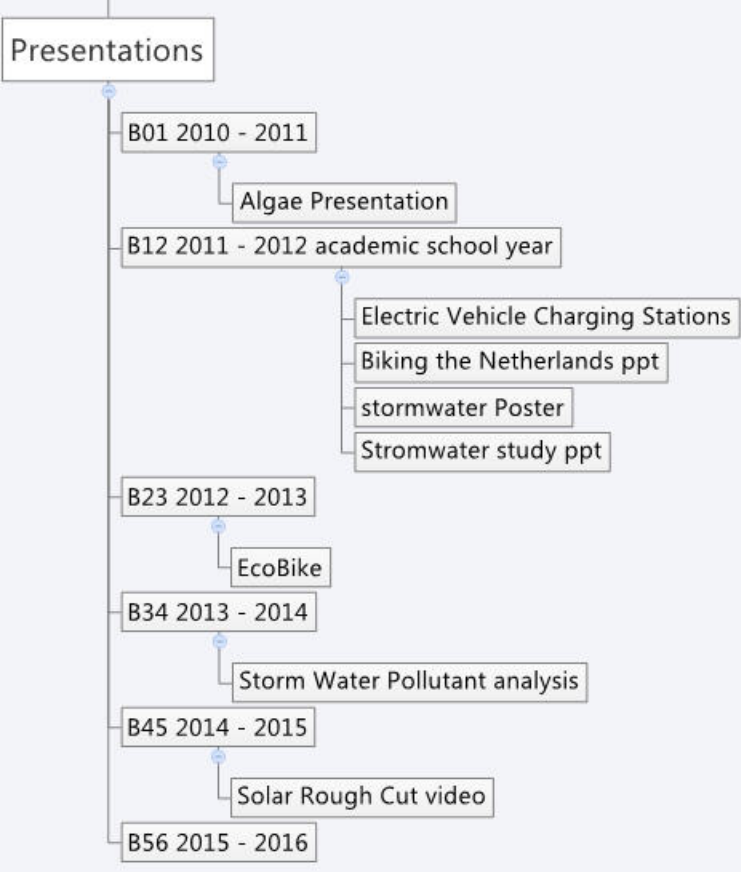 Presentations
B01 2010 - 2011
Algae Presentation
B12 2011 - 2012 academic school year
Electric Vehicle Charging Stations
Biking the Netherlands ppt
stormwater Poster
Stromwater study ppt
B23 2012 - 2013
EcoBike
B34 2013 - 2014
Storm Water Pollutant analysis
B45 2014 - 2015
Solar Rough Cut video
B56 2015 - 2016